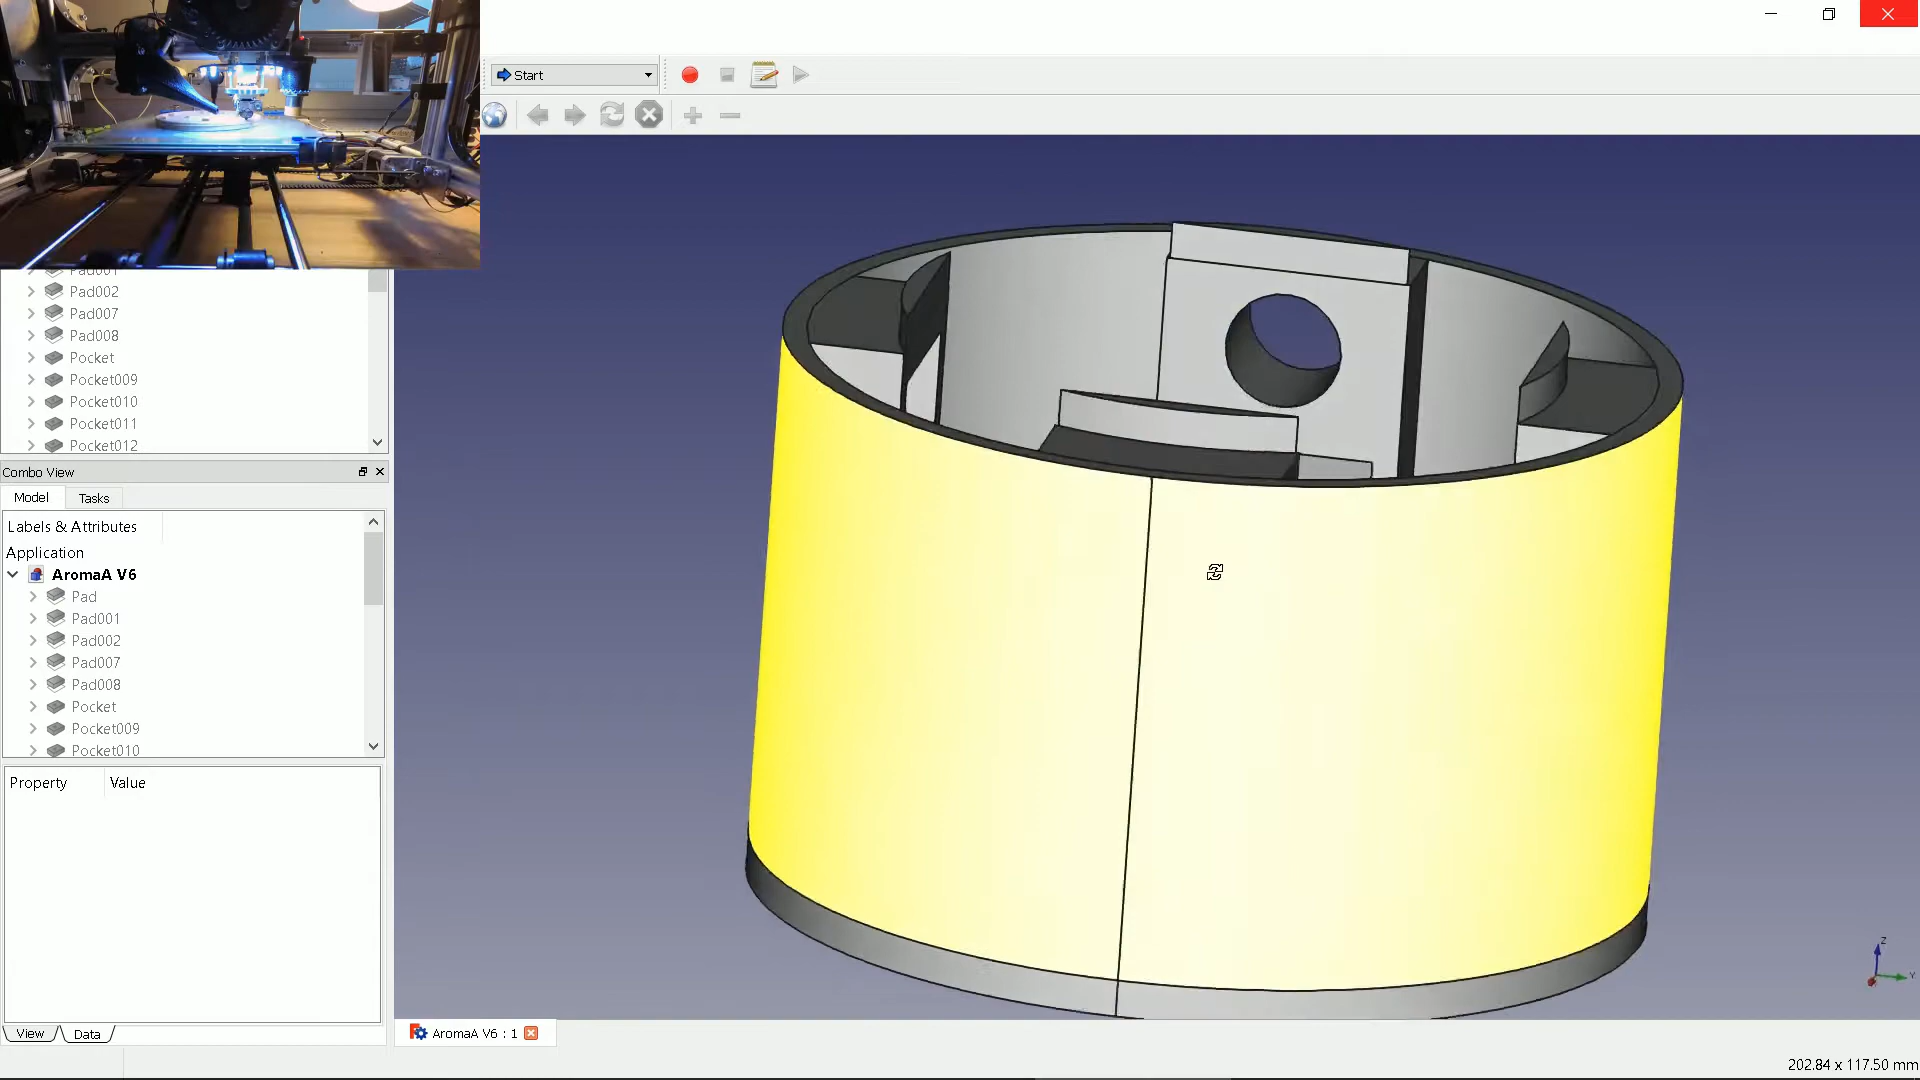 Start
Pad001
Pad002
Pad007
Pad008
Pocket
Pocket009
Pocket010
Pocket011
Pocket012
Combo View
Model Tasks
Labels & Attributes
Application
AromaA V6
Pad
Pad001
Pad002
Pad007
Pad008
Pocket
Pocket009
Pocket010
Property Value
View Data
AromaA V6 : 1
Z
Y
202.84 x 117.50 mm